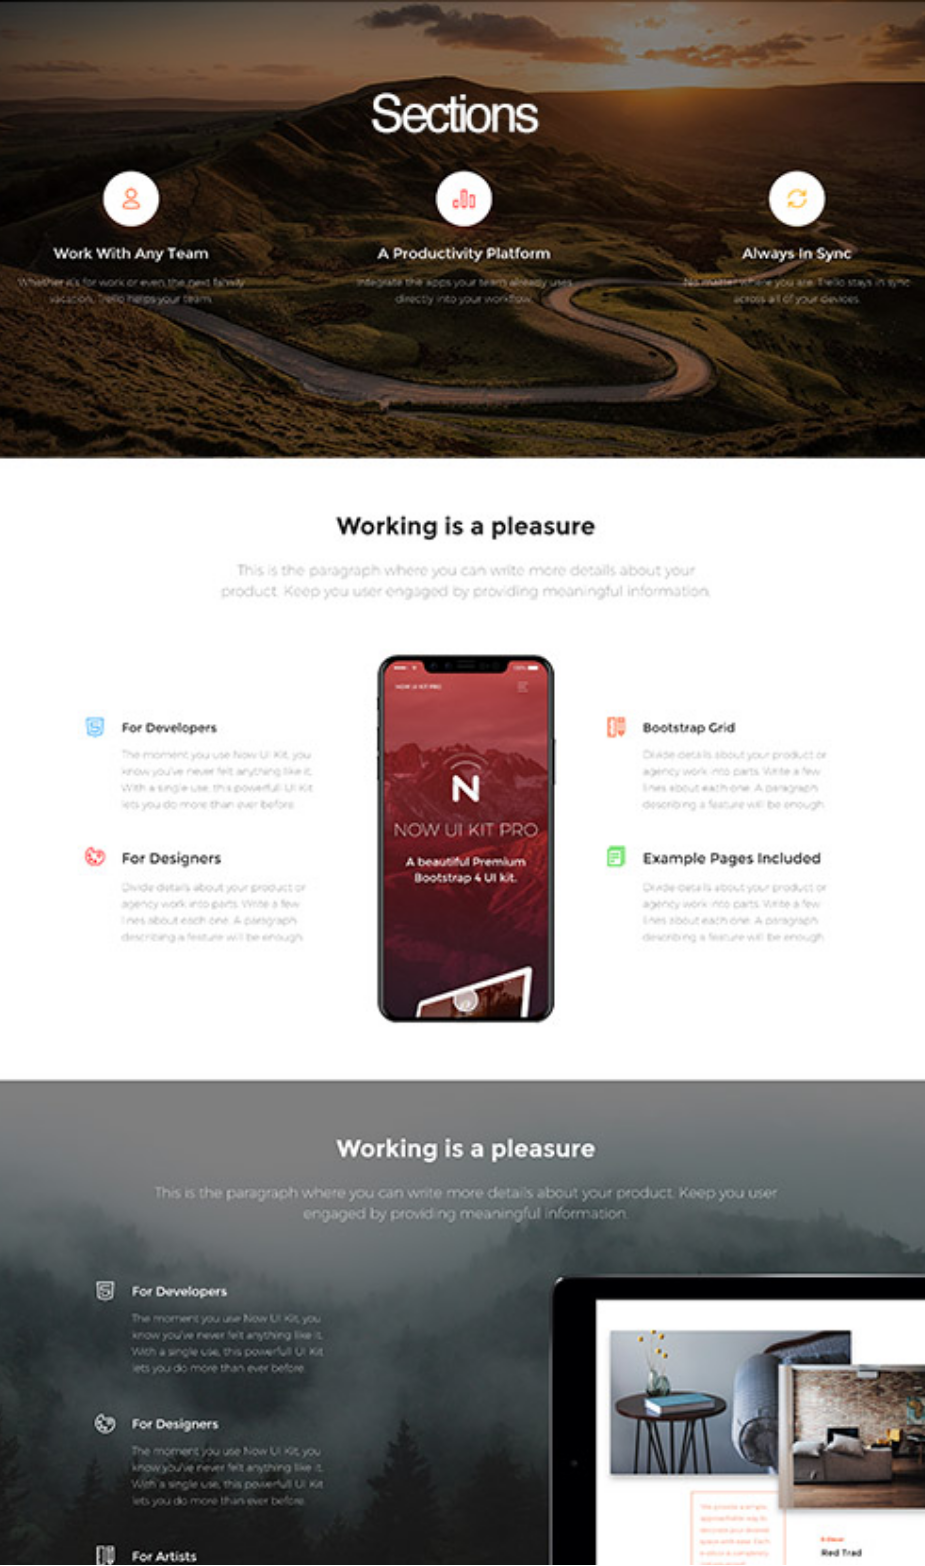 Sections
Work With Any Team
Whether it's for work or even the next family
vacation, Trello helps your team.
A Productivity Platform
Integrate the apps your team already uses
directly into your workflow.
Always In Sync
No matter where you are, Trello stays in sync
across all of your devices.
Working is a pleasure
This is the paragraph where you can write more details about your
product. Keep you user engaged by providing meaningful information.
For Developers
The moment you use Now UI Kit, you
know you've never felt anything like it.
With a single use, this powerfull UI Kit
lets you do more than ever before.
For Designers
Divide details about your product or
agency work into parts. Write a few
lines about each one. A paragraph
describing a feature will be enough.
NOW UI KIT PRO
N
NOW UI KIT PRO
A beautiful Premium
Bootstrap 4 UI kit.
Bootstrap Grid
Divide details about your product or
agency work into parts. Write a few
lines about each one. A paragraph
describing a feature will be enough.
Example Pages Included
Divide details about your product or
agency work into parts. Write a few
lines about each one. A paragraph
describing a feature will be enough.
Working is a pleasure
This is the paragraph where you can write more details about your product. Keep you user
engaged by providing meaningful information.
For Developers
The moment you use Now UI Kit, you
know you've never felt anything like it.
With a single use, this powerfull UI Kit
lets you do more than ever before.
For Designers
The moment you use Now UI Kit, you
know you've never felt anything like it.
With a single use, this powerfull UI Kit
lets you do more than ever before.
For Artists
Red Trad